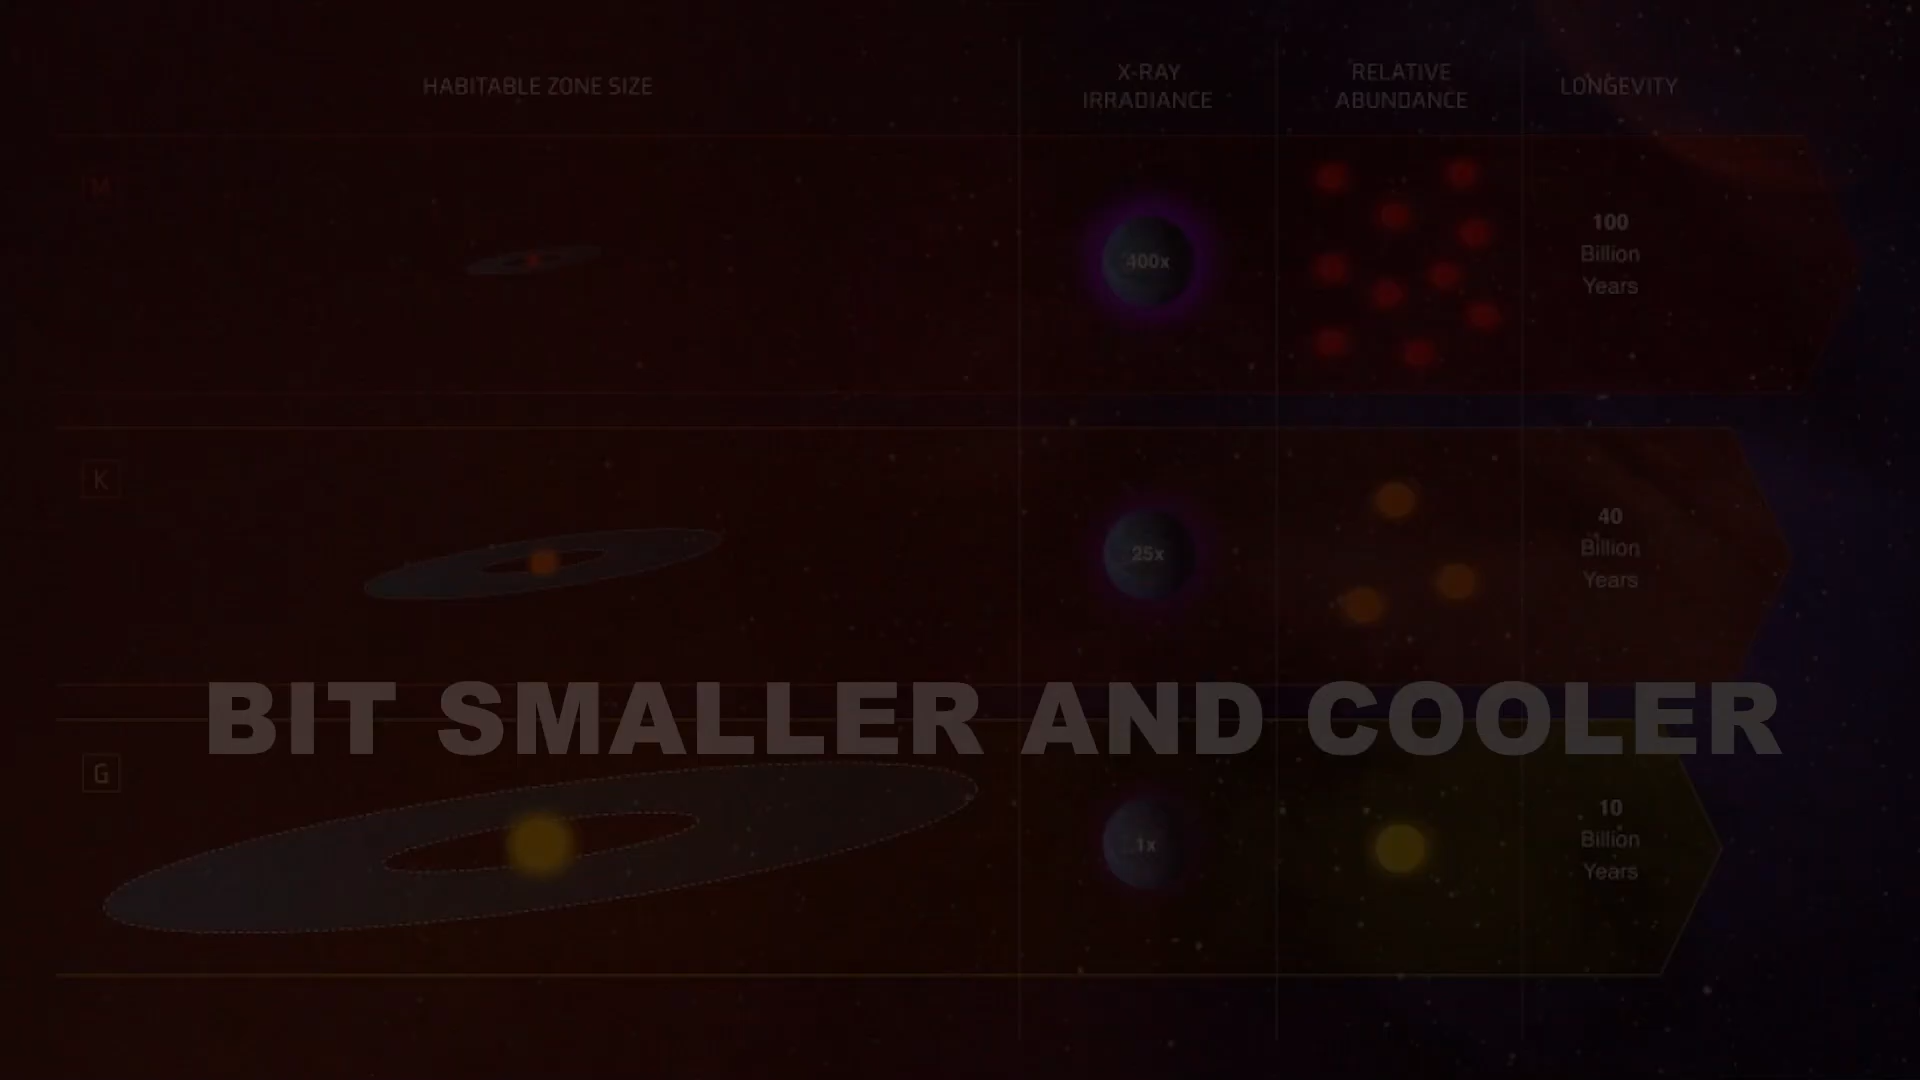 HABITABLE ZONE SIZE
X-RAY
IRRADIANCE
RELATIVE
ABUNDANCE
LONGEVITY
M
400x
100
Billion
Years
K
25x
40
Billion
Years
BIT SMALLER AND COOLER
G
1x
10
Billion
Years